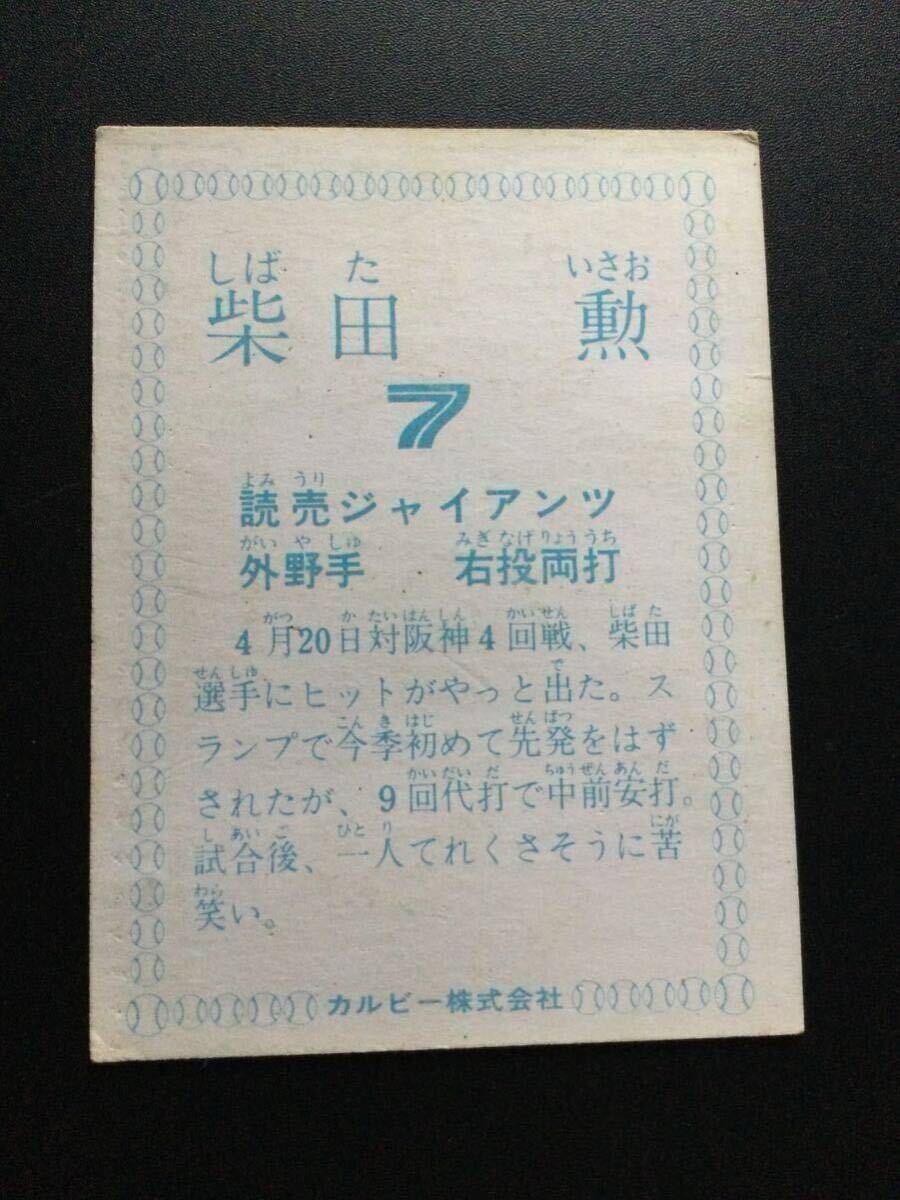 しば た いさお
柴田 勲
7
よみ うり
読売ジャイアンツ
がい や しゅ みぎ なげ りょう うち
外野手 右投両打
がつ か たい はん しん かい せん しば た
4月20日対阪神4回戦、柴田
せん しゅ で
選手にヒットがやっと出た。ス
こん き はじ せん ぱつ
ランプで今季初めて先発をはず
かい だい だ ちゅう ぜん あん だ
されたが、9回代打で中前安打。
し あい ご ひと り にが
試合後、一人てれくさそうに苦
わら
笑い。
カルビー株式会社